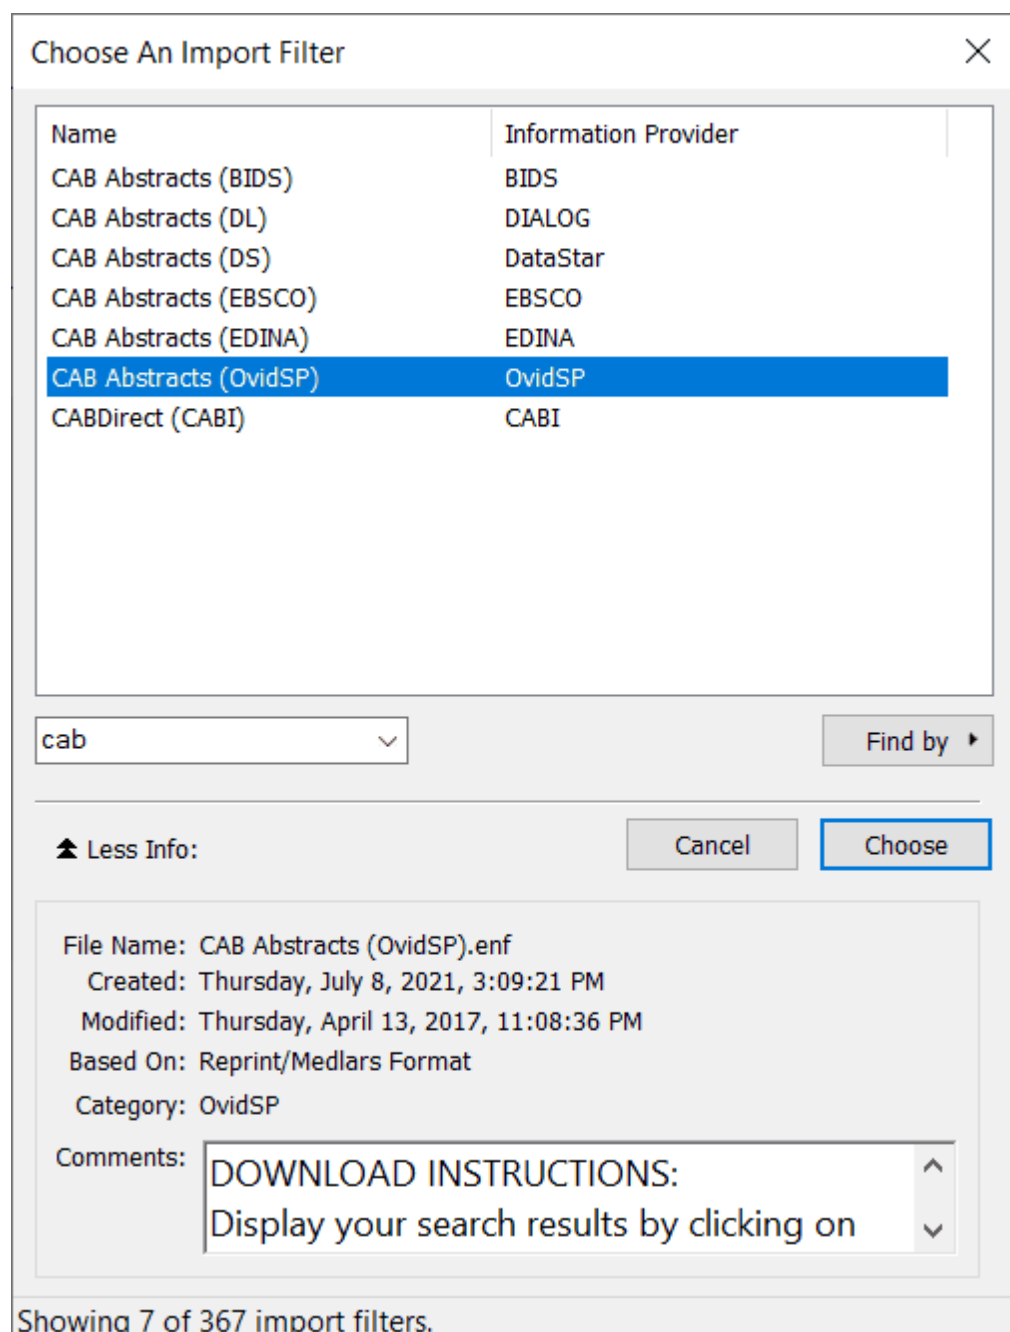 Choose An Import Filter
Name Information Provider
CAB Abstracts (BIDS) BIDS
CAB Abstracts (DL) DIALOG
CAB Abstracts (DS) DataStar
CAB Abstracts (EBSCO) EBSCO
CAB Abstracts (EDINA) EDINA
CAB Abstracts (OvidSP) OvidSP
CABDirect (CABI) CABI
cab Find by
Less Info: Cancel Choose
File Name: CAB Abstracts (OvidSP).enf
Created: Thursday, July 8, 2021, 3:09:21 PM
Modified: Thursday, April 13, 2017, 11:08:36 PM
Based On: Reprint/Medlars Format
Category: OvidSP
Comments: DOWNLOAD INSTRUCTIONS:
Display your search results by clicking on
Showing 7 of 367 import filters.